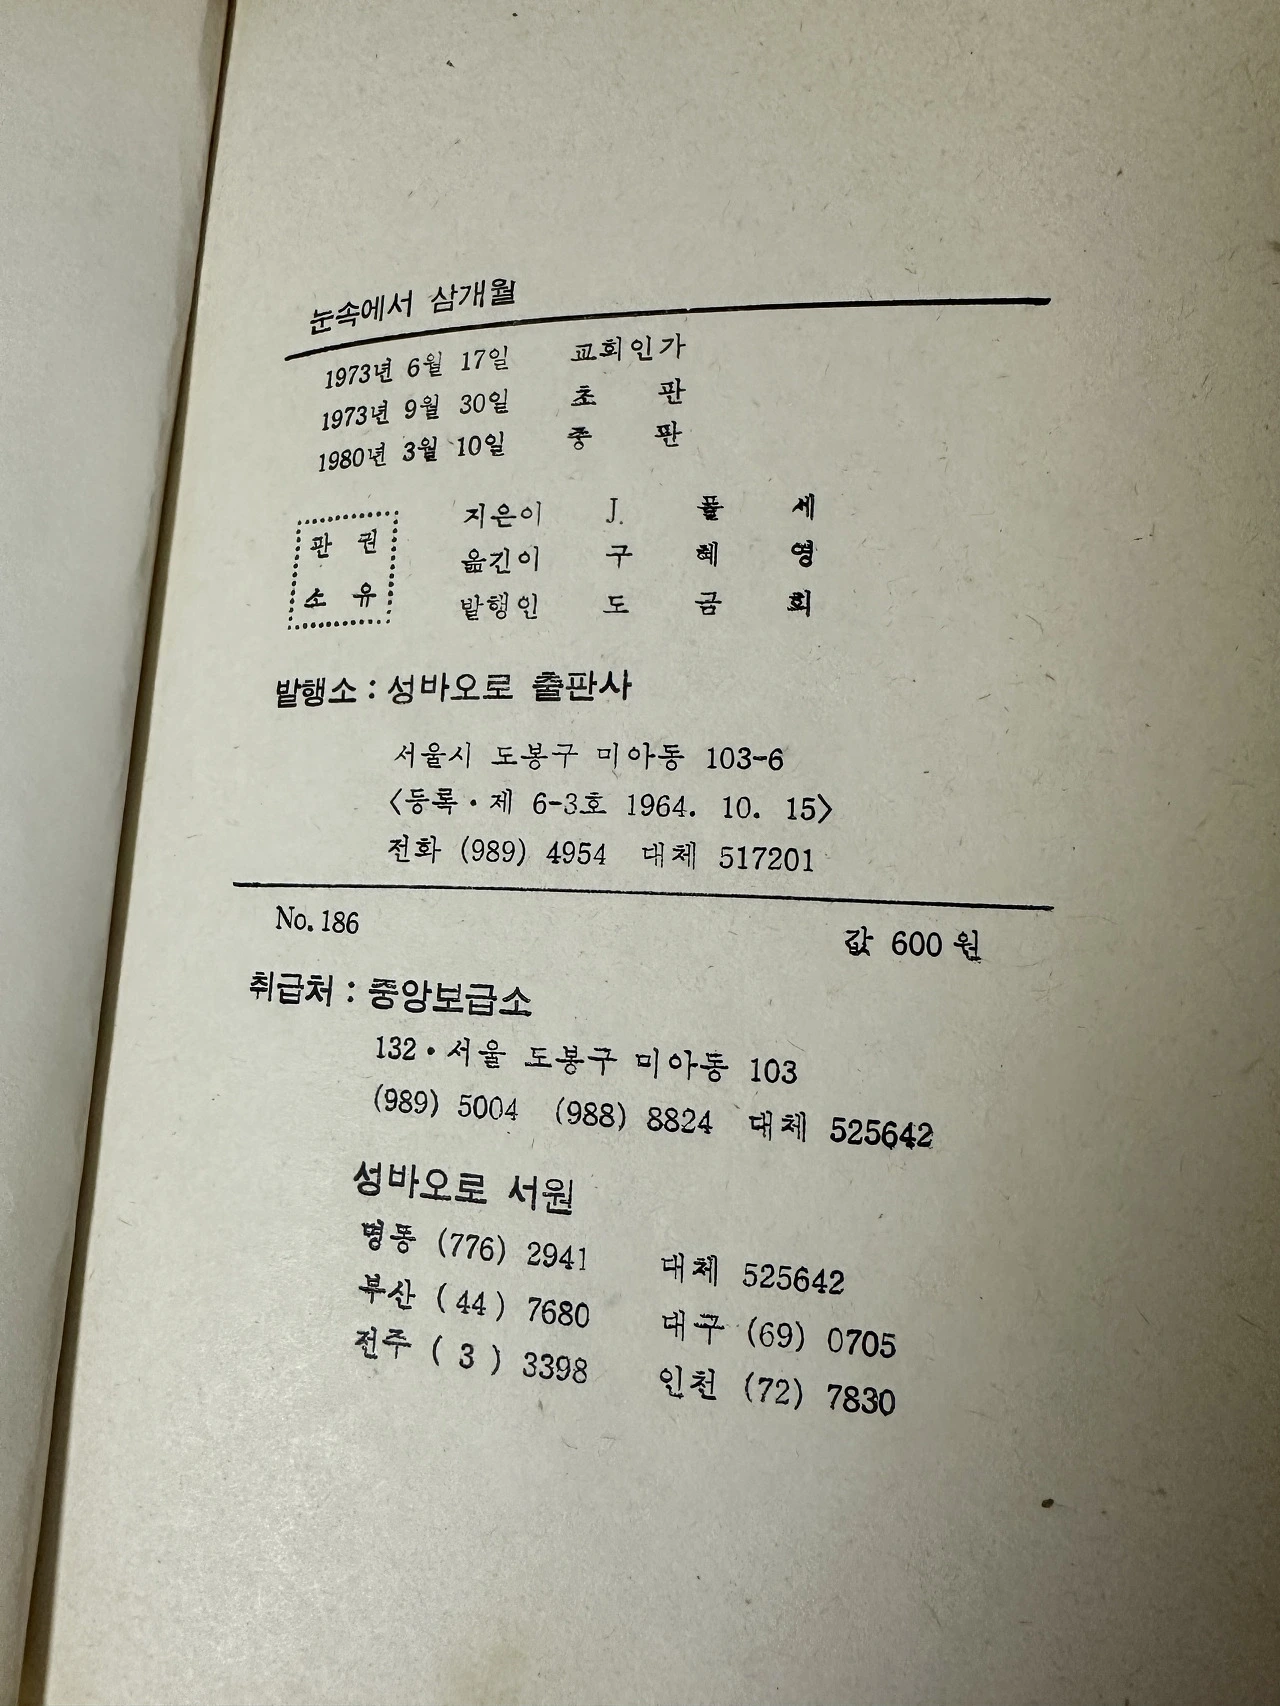 눈속에서 삼개월
1973년 6월 17일 교회인가
1973년 9월 30일 초 판
1980년 3월 10일 중 판
판 권
소 유
지은이 J. 풀 세
옮긴이 구 혜 영
발행인 도 금 회
발행소 : 성바오로 출판사
서울시 도봉구 미아동 103-6
〈등록·제 6-3호 1964. 10. 15〉
전화 (989) 4954 대체 517201
No. 186
값 600원
취급처 : 중앙보급소
132·서울 도봉구 미아동 103
(989) 5004 (988) 8824 대체 525642
성바오로 서원
명동 (776) 2941 대체 525642
부산 ( 44 ) 7680 대구 (69) 0705
전주 ( 3 ) 3398 인천 (72) 7830